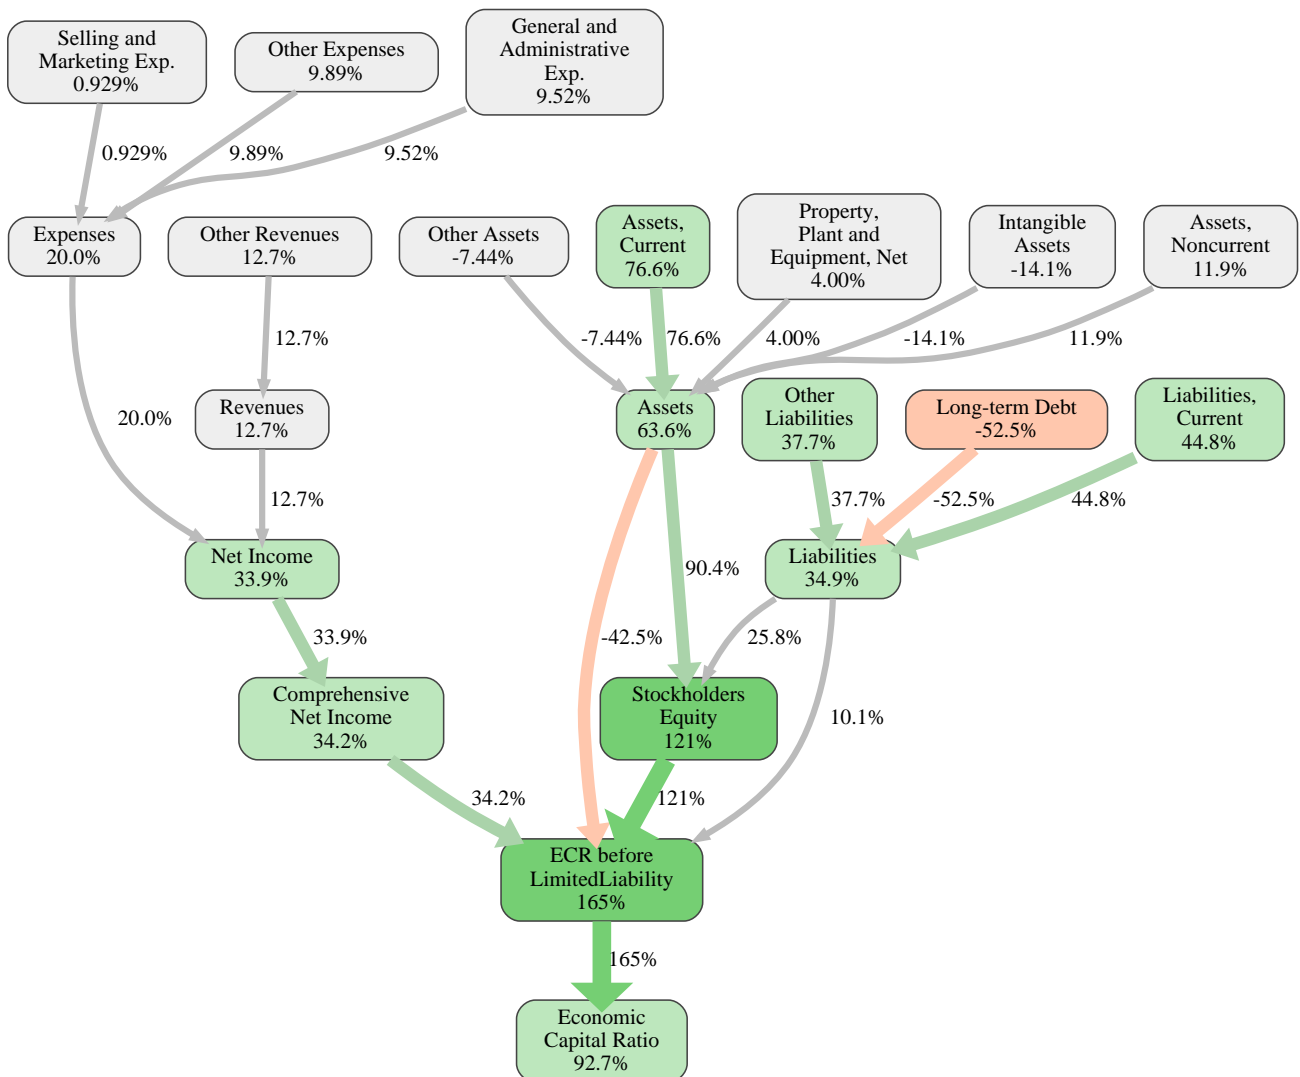 Selling and
Marketing Exp.
0.929%
Other Expenses
9.89%
General and
Administrative
Exp.
9.52%
0.929%
9.89%
9.52%
Expenses
20.0%
Other Revenues
12.7%
Other Assets
-7.44%
Assets,
Current
76.6%
Property,
Plant and
Equipment, Net
4.00%
Intangible
Assets
-14.1%
Assets,
Noncurrent
11.9%
12.7%
-7.44%
76.6%
4.00%
-14.1%
11.9%
20.0%
Revenues
12.7%
Assets
63.6%
Other
Liabilities
37.7%
Long-term Debt
-52.5%
Liabilities,
Current
44.8%
12.7%
37.7%
-52.5%
44.8%
Net Income
33.9%
90.4%
Liabilities
34.9%
33.9%
-42.5%
25.8%
Comprehensive
Net Income
34.2%
Stockholders
Equity
121%
10.1%
34.2%
121%
ECR before
LimitedLiability
165%
165%
Economic
Capital Ratio
92.7%